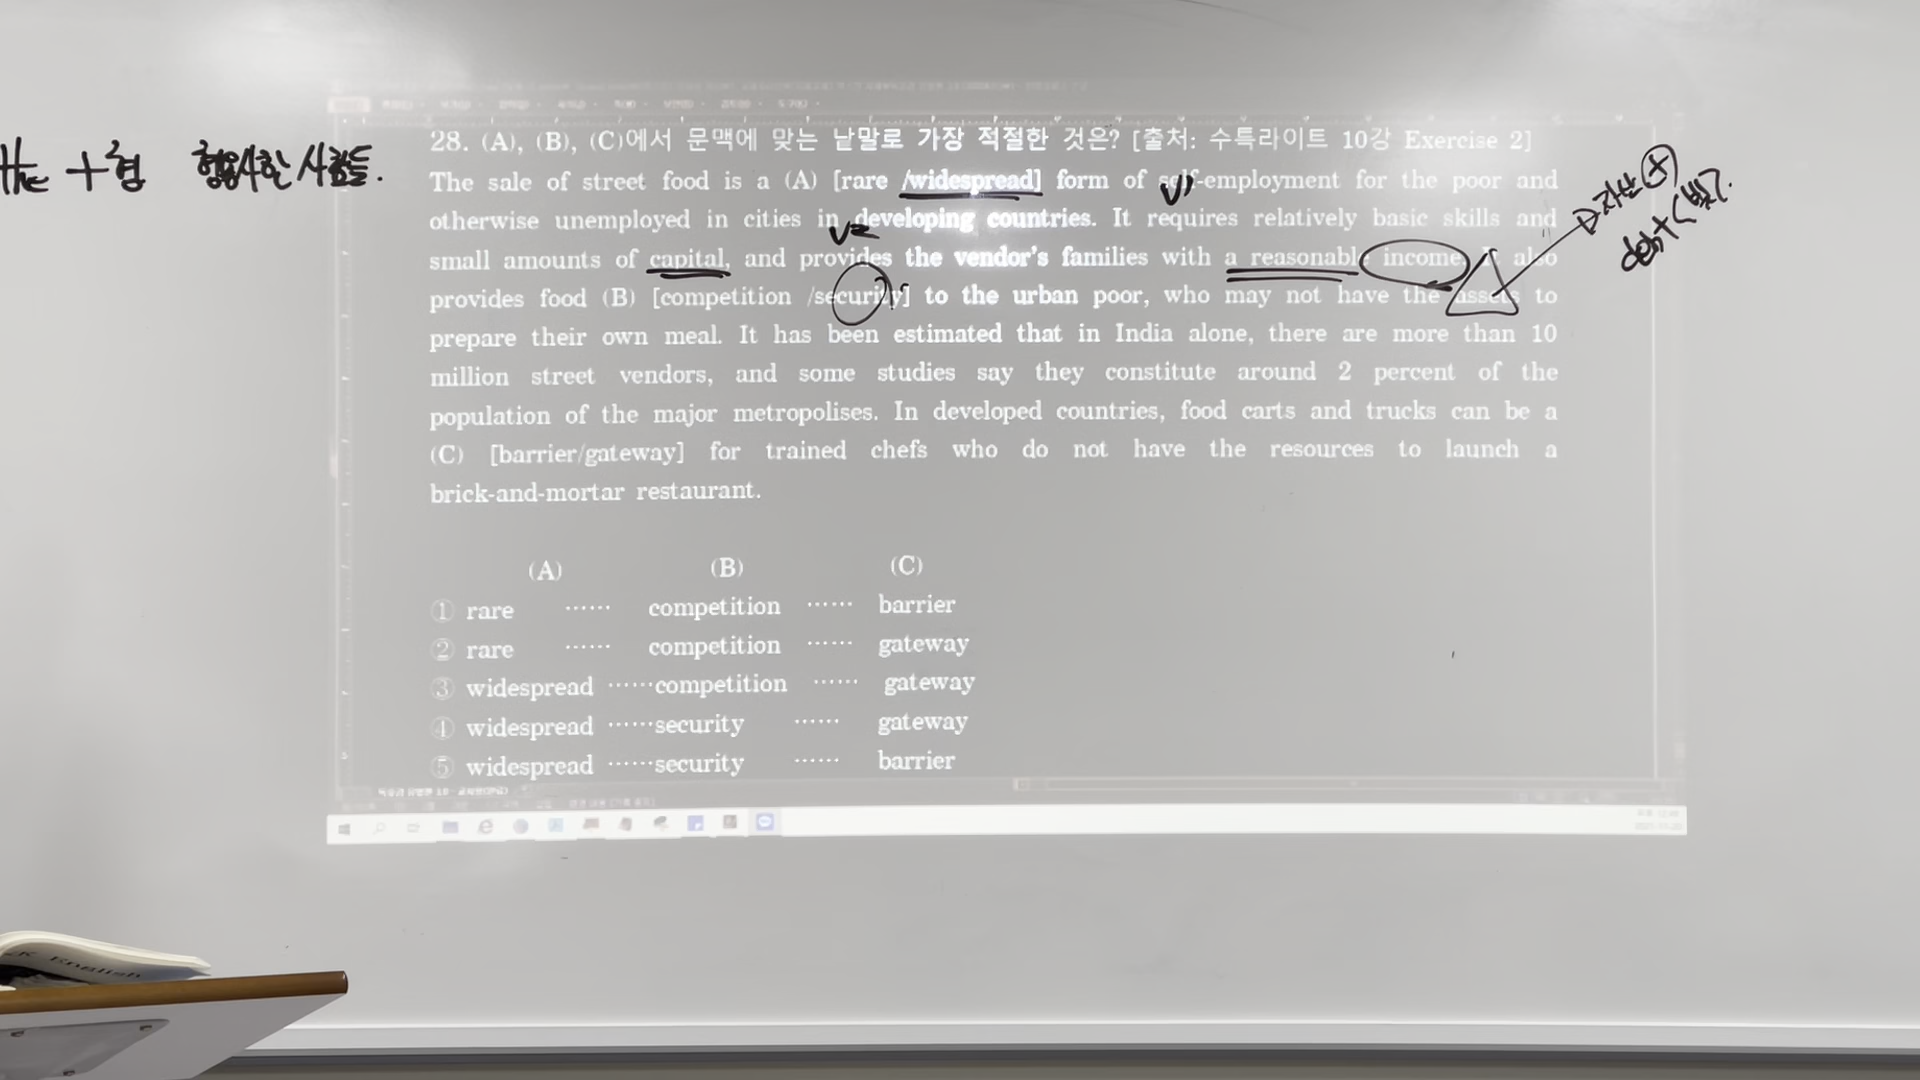 28. (A), (B), (C)에서 문맥에 맞는 낱말로 가장 적절한 것은? [출처: 수특라이트 10강 Exercise 2]
the + 형 형용사한 사람들.
The sale of street food is a (A) [rare /widespread] form of self-employment for the poor and
otherwise unemployed in cities in developing countries. It requires relatively basic skills and
small amounts of capital, and provides the vendor's families with a reasonable income. It also
provides food (B) [competition /security] to the urban poor, who may not have the assets to
prepare their own meal. It has been estimated that in India alone, there are more than 10
million street vendors, and some studies say they constitute around 2 percent of the
population of the major metropolises. In developed countries, food carts and trucks can be a
(C) [barrier/gateway] for trained chefs who do not have the resources to launch a
brick-and-mortar restaurant.
V1
V2
자산 +
debt (빚).
(A) (B) (C)
① rare ······ competition ······ barrier
② rare ······ competition ······ gateway
③ widespread ······competition ······ gateway
④ widespread ······security ······ gateway
⑤ widespread ······security ······ barrier
English